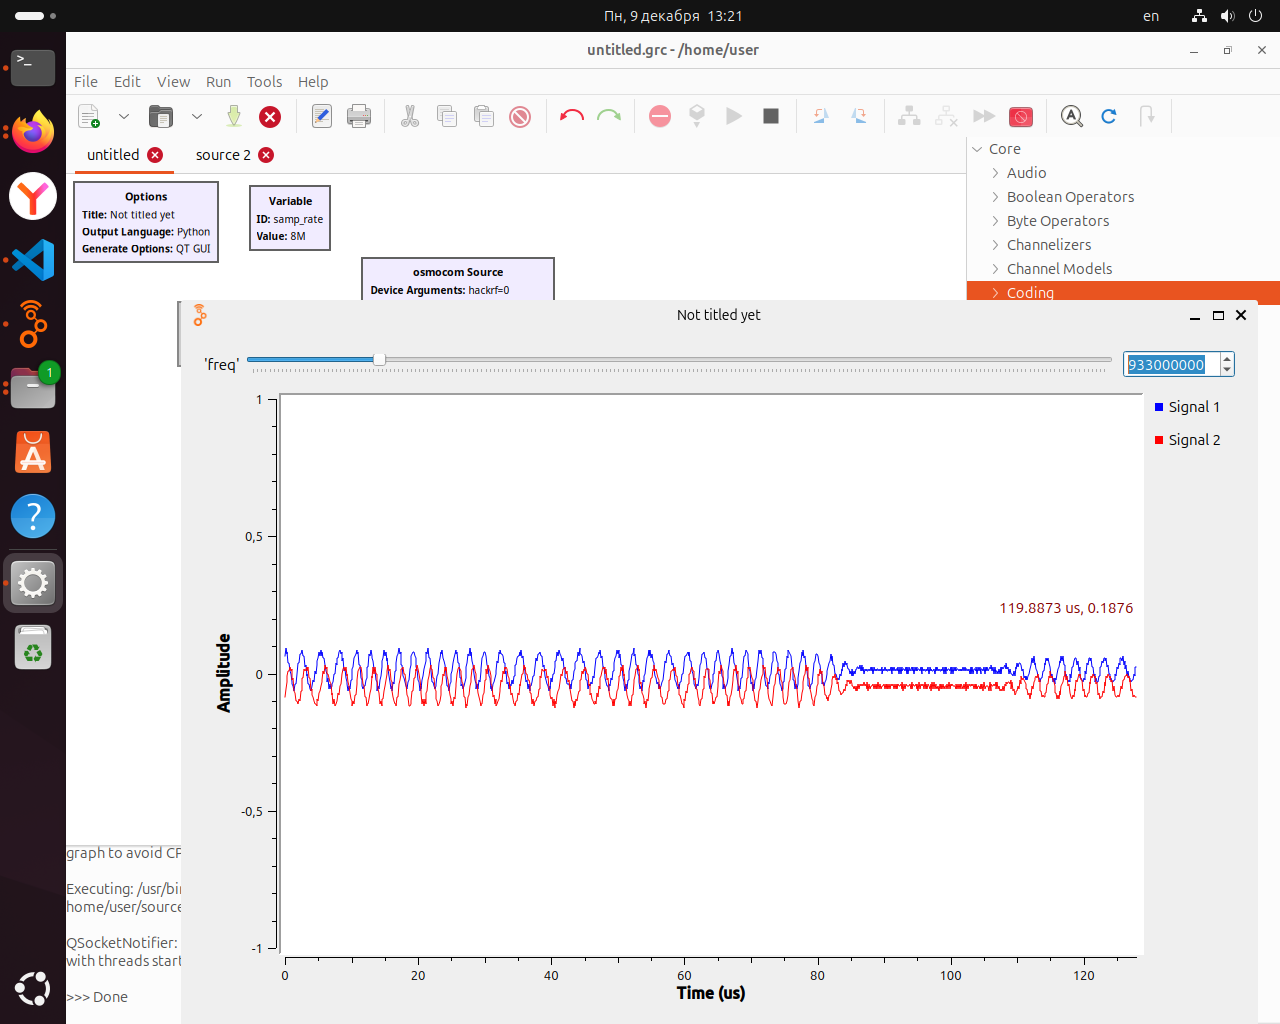 Пн, 9 декабря 13:21
en
untitled.grc - /home/user
File Edit View Run Tools Help
untitled
source 2
Core
Audio
Boolean Operators
Byte Operators
Channelizers
Channel Models
Coding
Options
Title: Not titled yet
Output Language: Python
Generate Options: QT GUI
Variable
ID: samp_rate
Value: 8M
osmocom Source
Device Arguments: hackrf=0
Not titled yet
'freq'
933000000
Signal 1
Signal 2
119.8873 us, 0.1876
1
0,5
0
-0,5
-1
Amplitude
0 20 40 60 80 100 120
Time (us)
graph to avoid CP
Executing: /usr/bin
home/user/source
QSocketNotifier:
with threads start
>>> Done
1